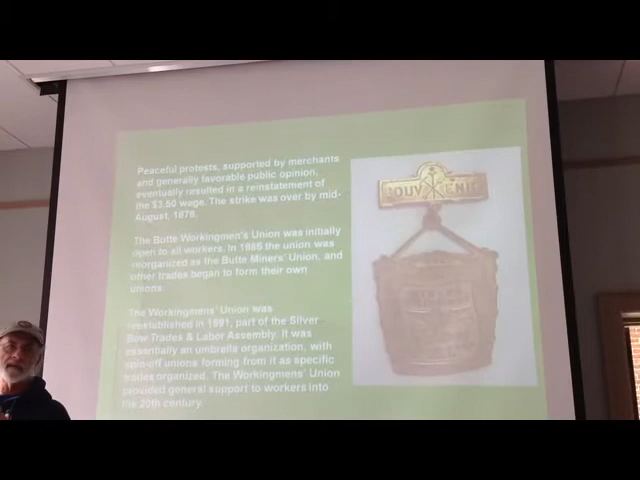 Peaceful protests, supported by merchants
and generally favorable public opinion,
eventually resulted in a reinstatement of
the $3.50 wage. The strike was over by mid-
August, 1878.
The Butte Workingmen's Union was initially
open to all workers. In 1885 the union was
reorganized as the Butte Miners' Union, and
other trades began to form their own
unions.
The Workingmens' Union was
reestablished in 1891, part of the Silver
Bow Trades & Labor Assembly. It was
essentially an umbrella organization, with
spin-off unions forming from it as specific
trades organized. The Workingmens' Union
provided general support to workers into
the 20th century.
SOUVENIR